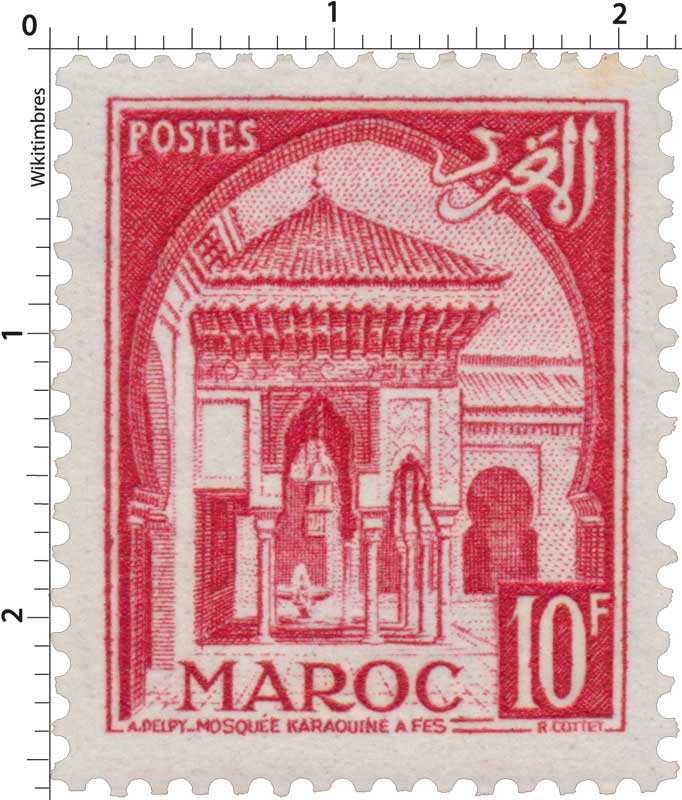 0 1 2
Wikitimbres
POSTES
المغرب
1
2
10F
MAROC
A.DELPY_MOSQUÉE KARAOUINE A FES R.COTTET